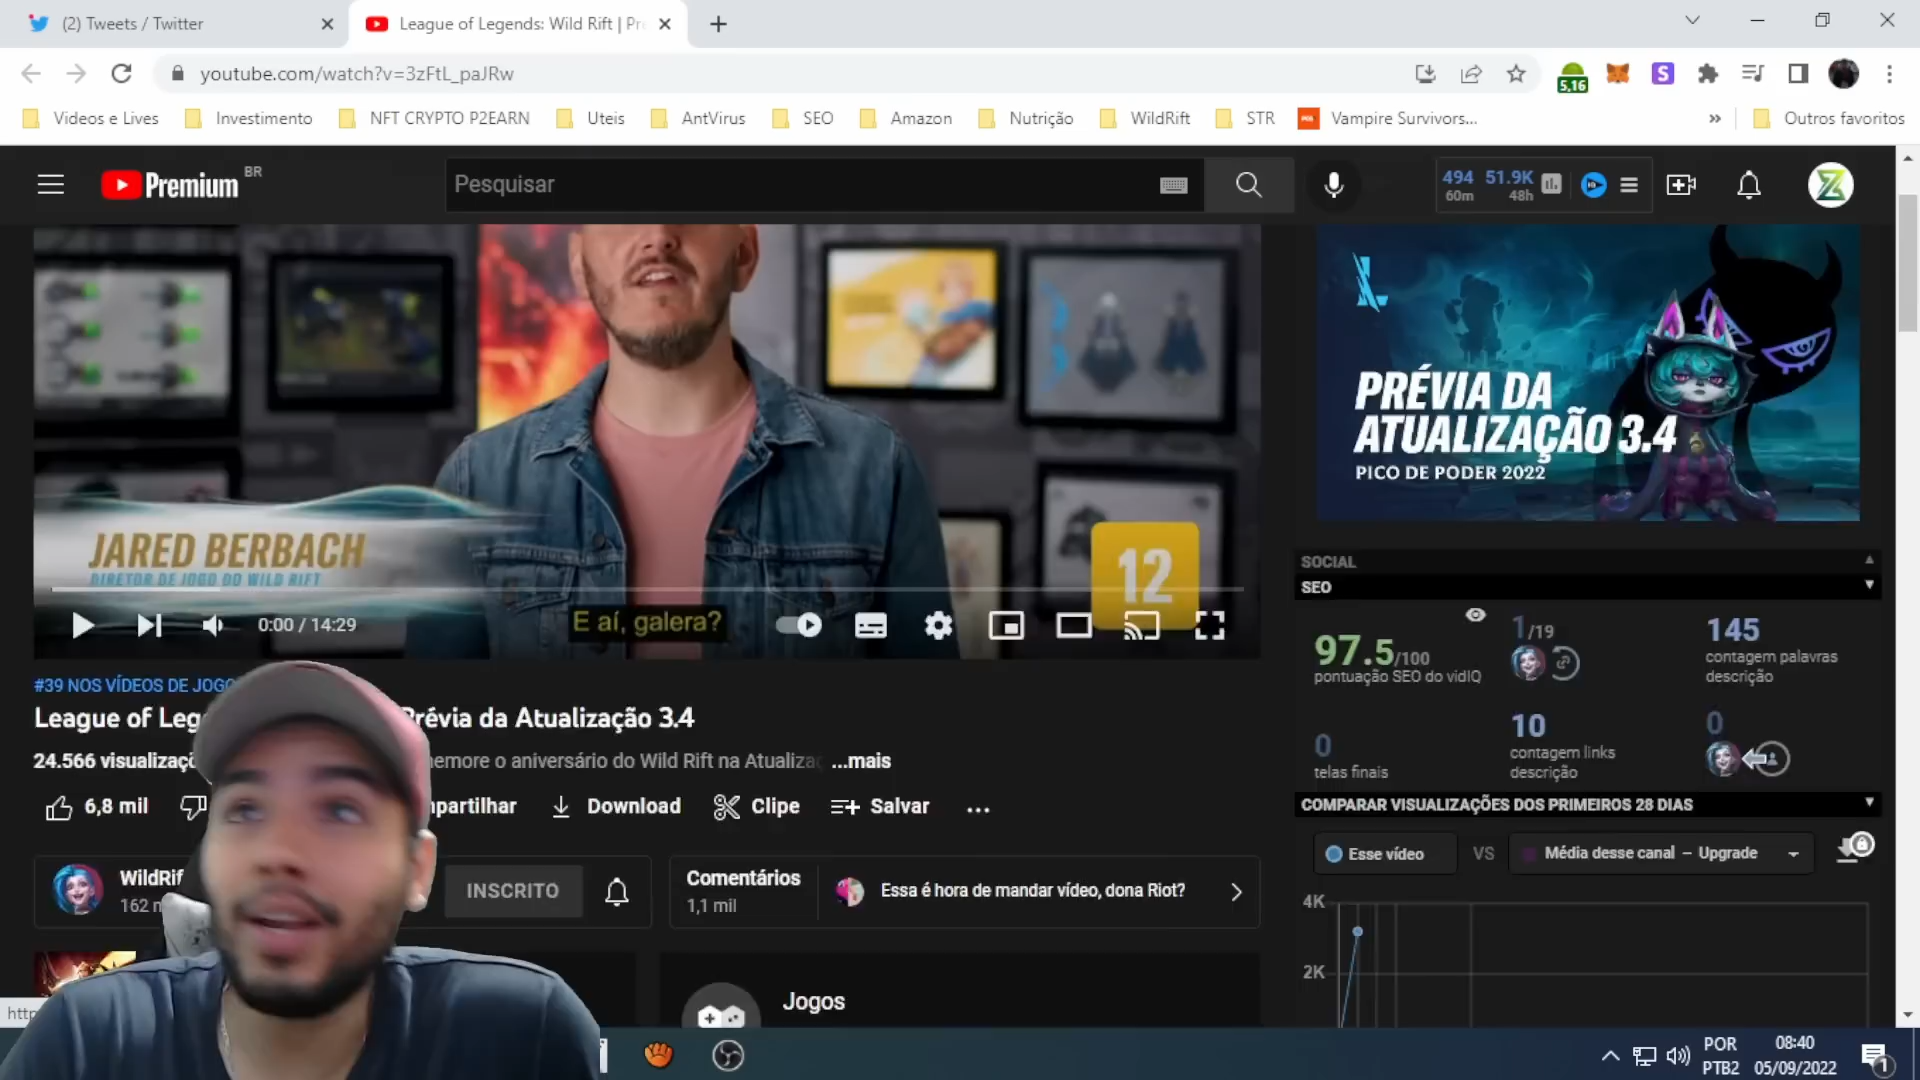 (2) Tweets / Twitter
League of Legends: Wild Rift | Pr
youtube.com/watch?v=3zFtL_paJRw
5,16
Videos e Lives
Investimento
NFT CRYPTO P2EARN
Uteis
AntVirus
SEO
Amazon
Nutrição
WildRift
STR
Vampire Survivors...
»
Outros favoritos
Premium BR
Pesquisar
494 51.9K
60m 48h
PRÉVIA DA
ATUALIZAÇÃO 3.4
PICO DE PODER 2022
JARED BERBACH
DIRETOR DE JOGO DO WILD RIFT
12
0:00 / 14:29
E aí, galera?
#39 NOS VÍDEOS DE JOGO
League of Leg Prévia da Atualização 3.4
24.566 visualizaçõ emore o aniversário do Wild Rift na Atualizaç ...mais
6,8 mil
mpartilhar
Download
Clipe
Salvar
...
WildRif
162 m
INSCRITO
Comentários
1,1 mil
Essa é hora de mandar vídeo, dona Riot?
Jogos
SOCIAL
SEO
97.5/100
pontuação SEO do vidIQ
1/19
145
contagem palavras
descrição
0
telas finais
10
contagem links
descrição
0
COMPARAR VISUALIZAÇÕES DOS PRIMEIROS 28 DIAS
Esse vídeo
VS
Média desse canal – Upgrade
4K
2K
http
POR
PTB2
08:40
05/09/2022
1